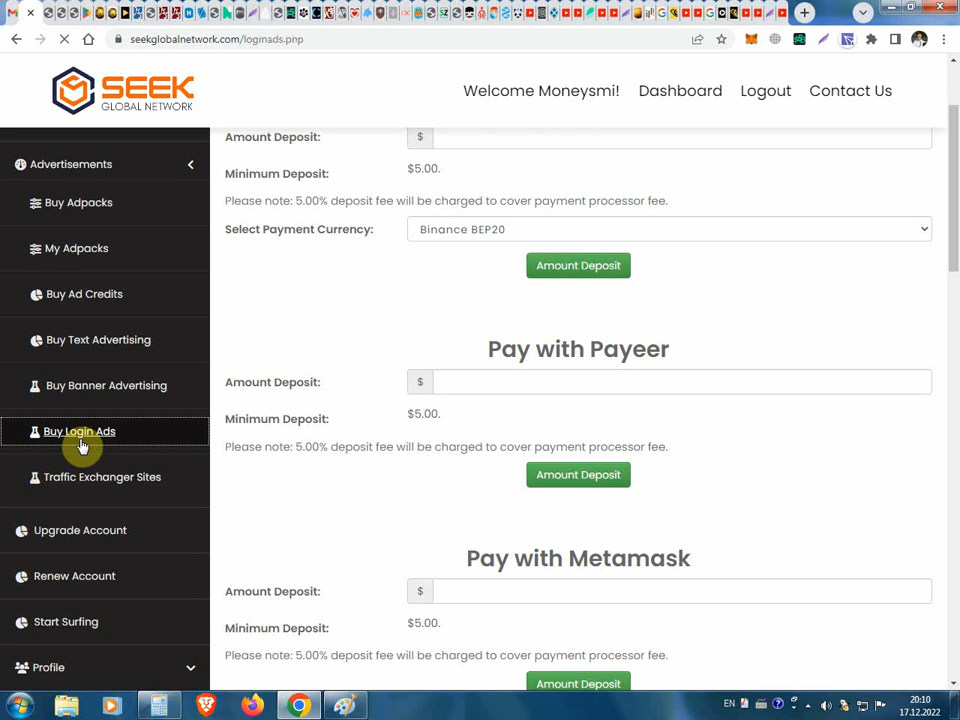 seekglobalnetwork.com/loginads.php
SEEK
GLOBAL NETWORK
Welcome Moneysmi!
Dashboard
Logout
Contact Us
Advertisements
Buy Adpacks
My Adpacks
Buy Ad Credits
Buy Text Advertising
Buy Banner Advertising
Buy Login Ads
Traffic Exchanger Sites
Upgrade Account
Renew Account
Start Surfing
Profile
Amount Deposit:
$
Minimum Deposit:
$5.00.
Please note: 5.00% deposit fee will be charged to cover payment processor fee.
Select Payment Currency:
Binance BEP20
Amount Deposit
Pay with Payeer
Amount Deposit:
$
Minimum Deposit:
$5.00.
Please note: 5.00% deposit fee will be charged to cover payment processor fee.
Amount Deposit
Pay with Metamask
Amount Deposit:
$
Minimum Deposit:
$5.00.
Please note: 5.00% deposit fee will be charged to cover payment processor fee.
Amount Deposit
EN
20:10
17.12.2022